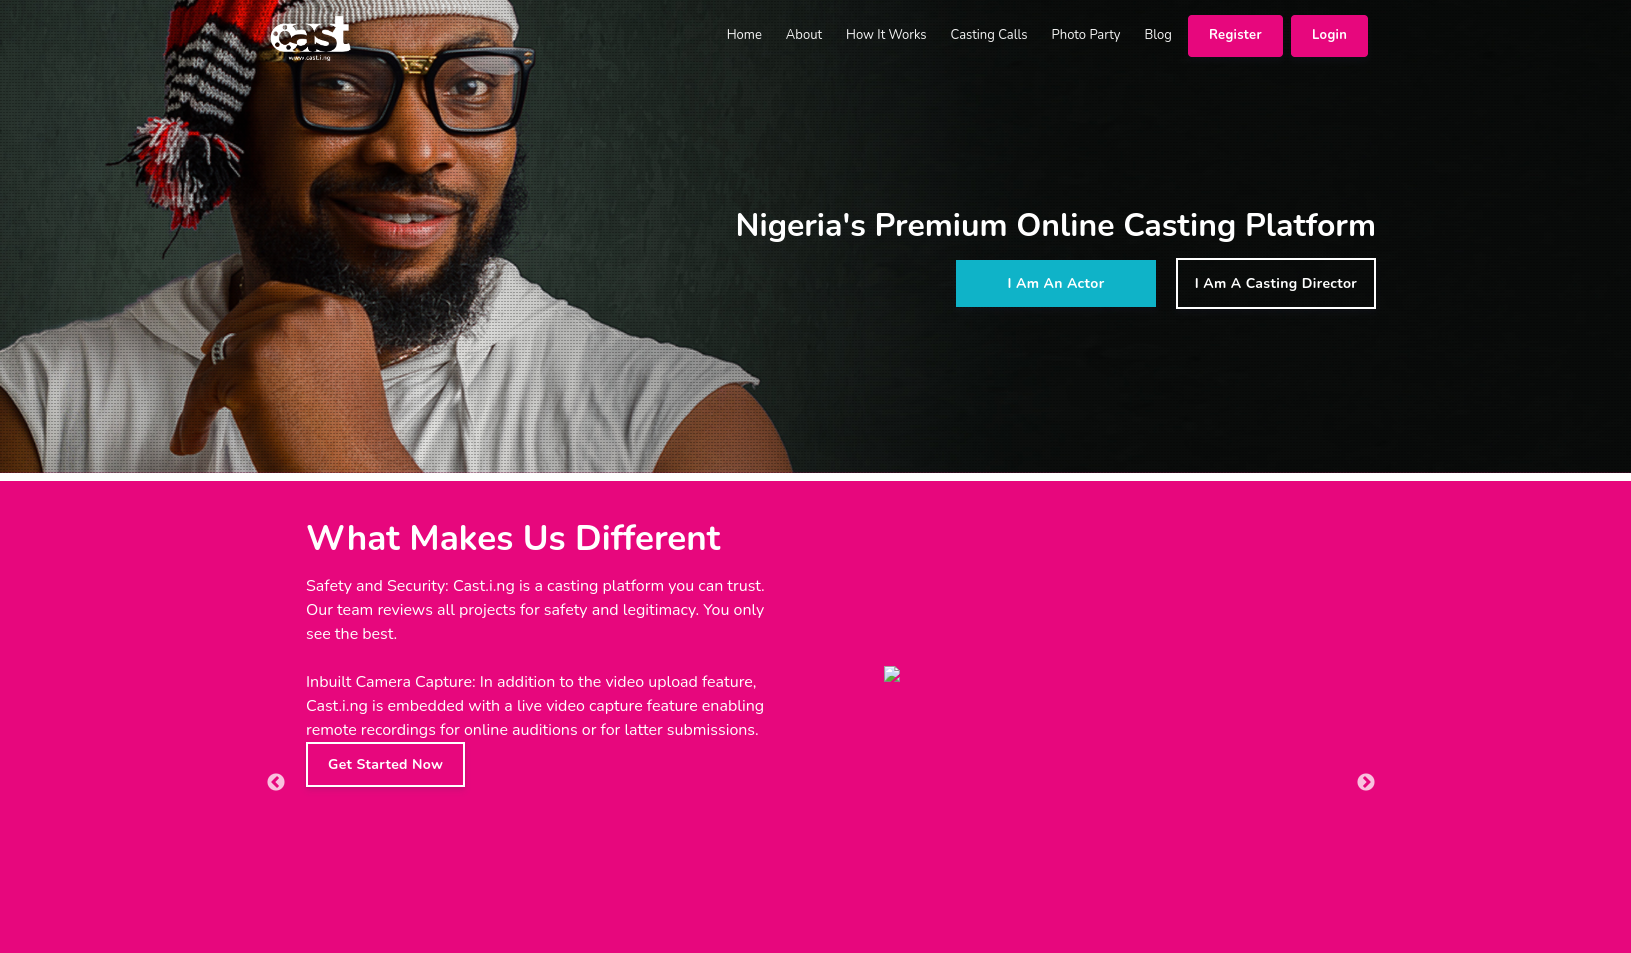 cast
www.cast.i.ng
Home About How It Works Casting Calls Photo Party Blog Register Login
Nigeria's Premium Online Casting Platform
I Am An Actor I Am A Casting Director
What Makes Us Different
Safety and Security: Cast.i.ng is a casting platform you can trust.
Our team reviews all projects for safety and legitimacy. You only
see the best.
Inbuilt Camera Capture: In addition to the video upload feature,
Cast.i.ng is embedded with a live video capture feature enabling
remote recordings for online auditions or for latter submissions.
Get Started Now